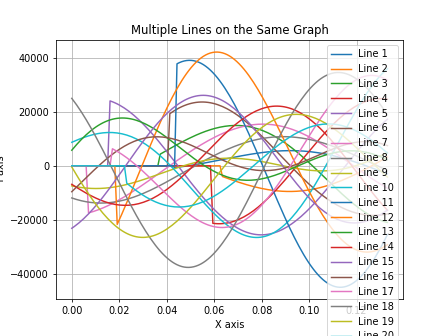 Multiple Lines on the Same Graph
40000
20000
0
−20000
−40000
0.00
0.02
0.04
0.06
0.08
0.10
X axis
Line 1
Line 2
Line 3
Line 4
Line 5
Line 6
Line 7
Line 8
Line 9
Line 10
Line 11
Line 12
Line 13
Line 14
Line 15
Line 16
Line 17
Line 18
Line 19
Line 20